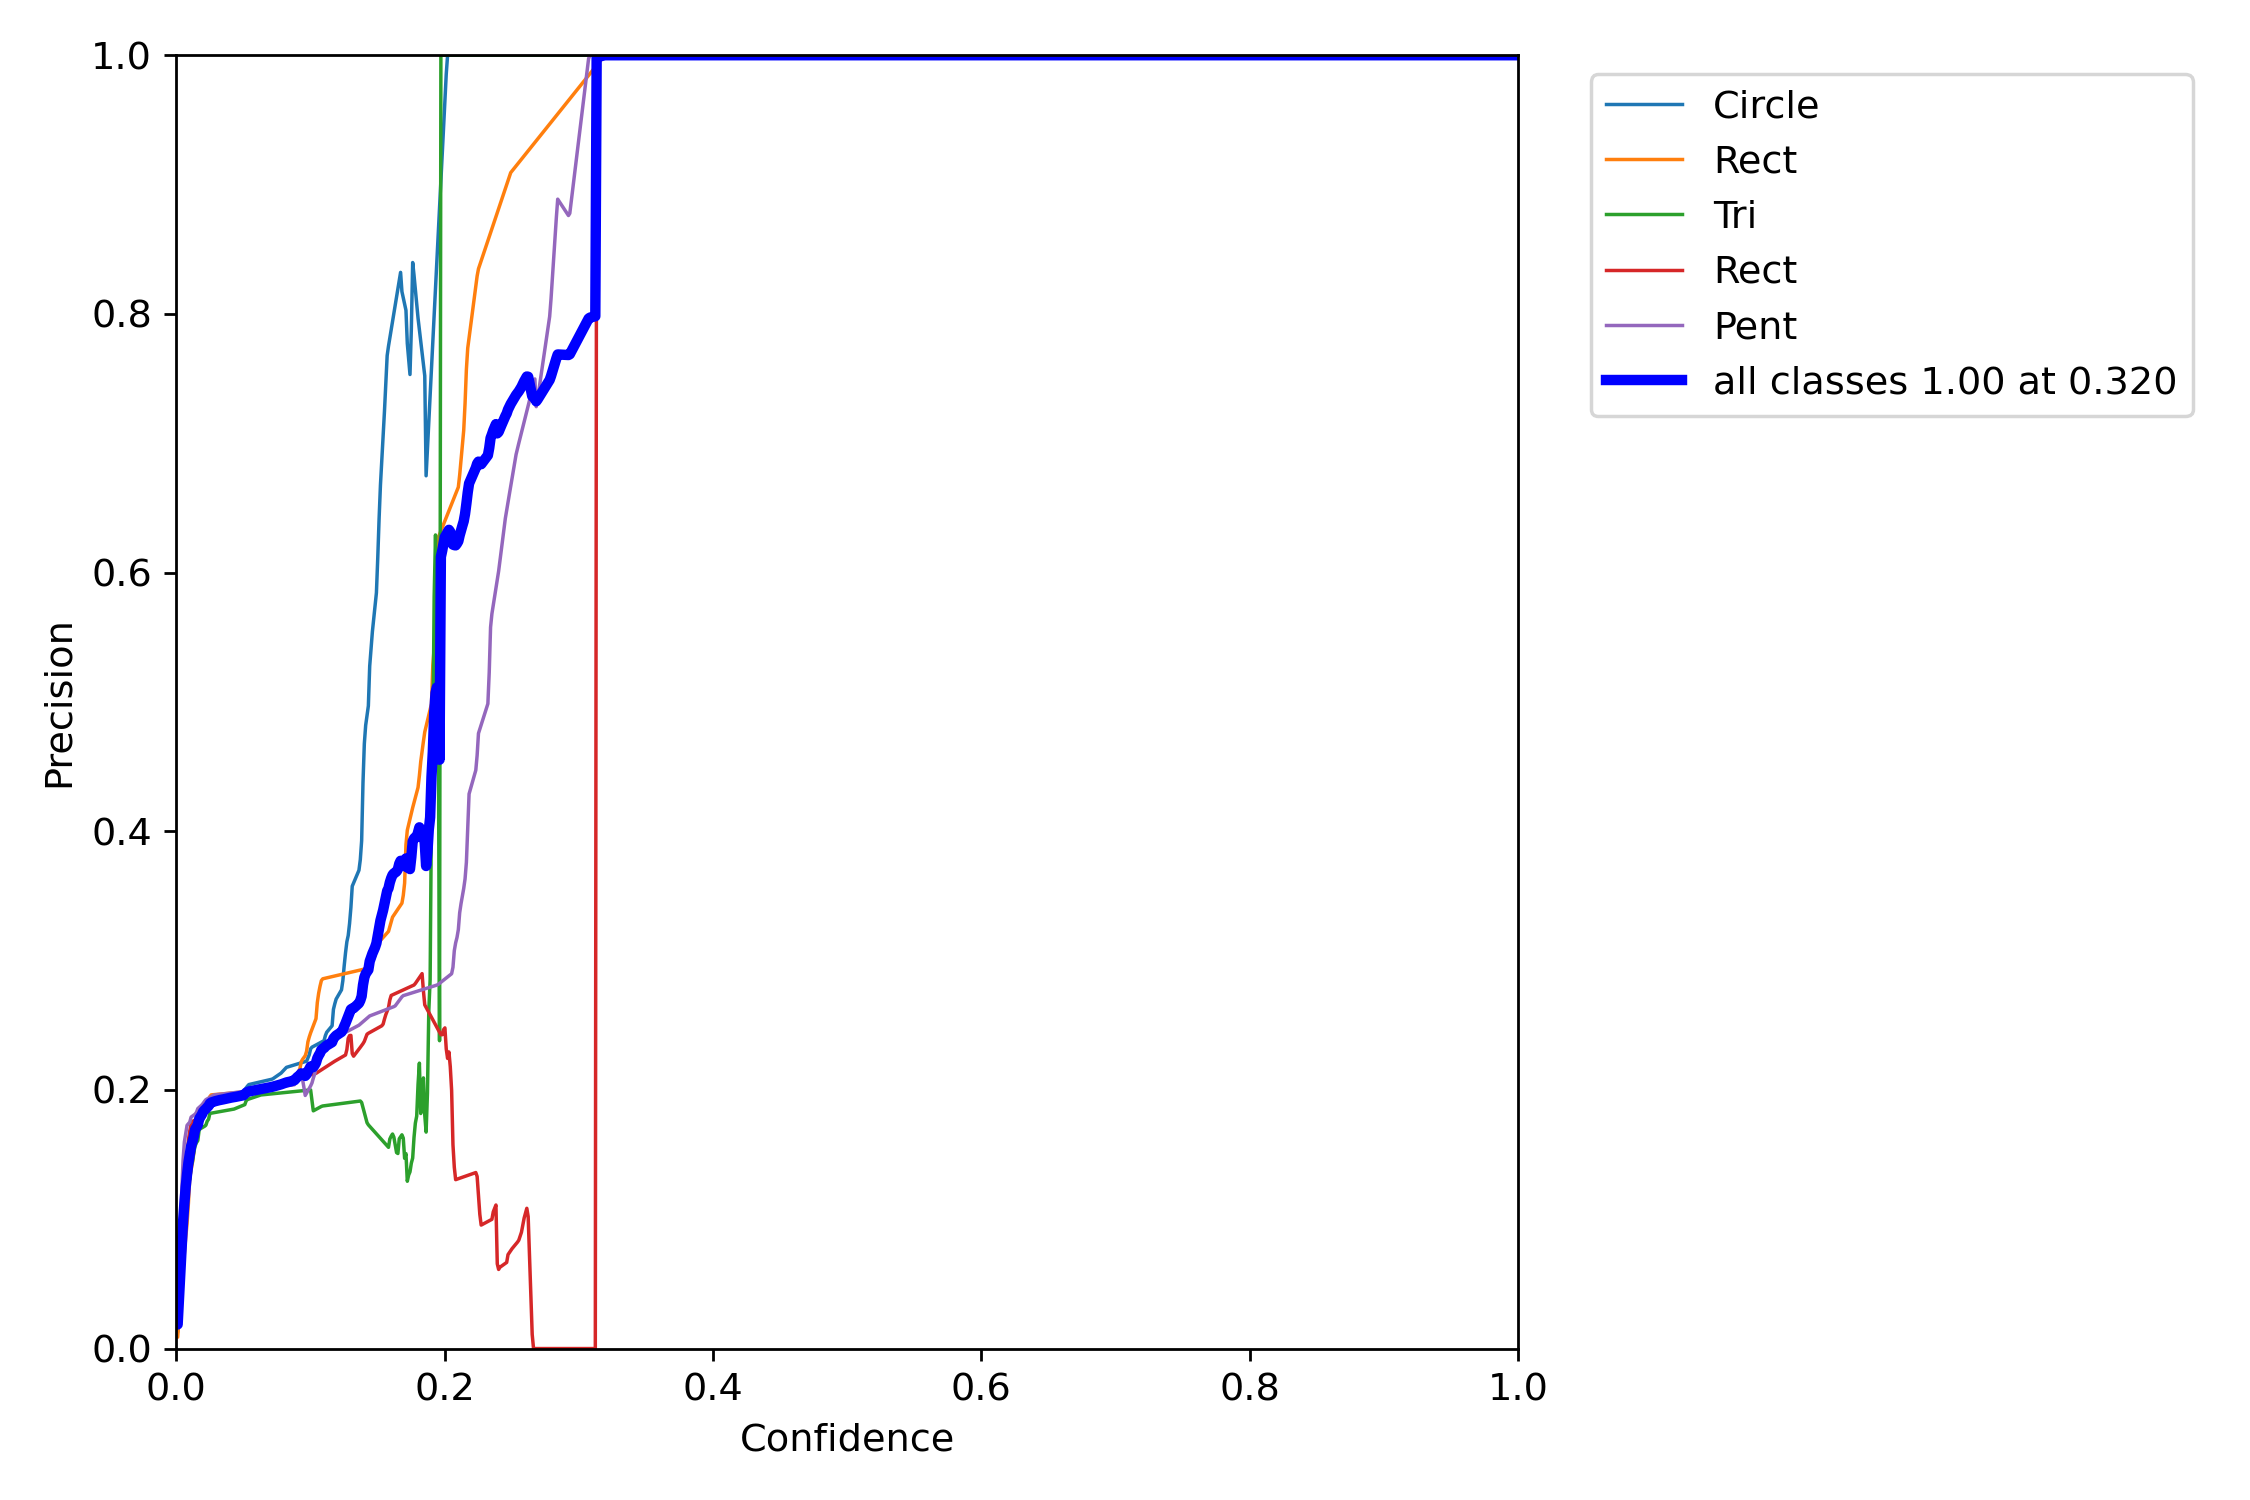 1.0
0.8
0.6
0.4
0.2
0.0
Precision
0.0 0.2 0.4 0.6 0.8 1.0
Confidence
Circle
Rect
Tri
Rect
Pent
all classes 1.00 at 0.320